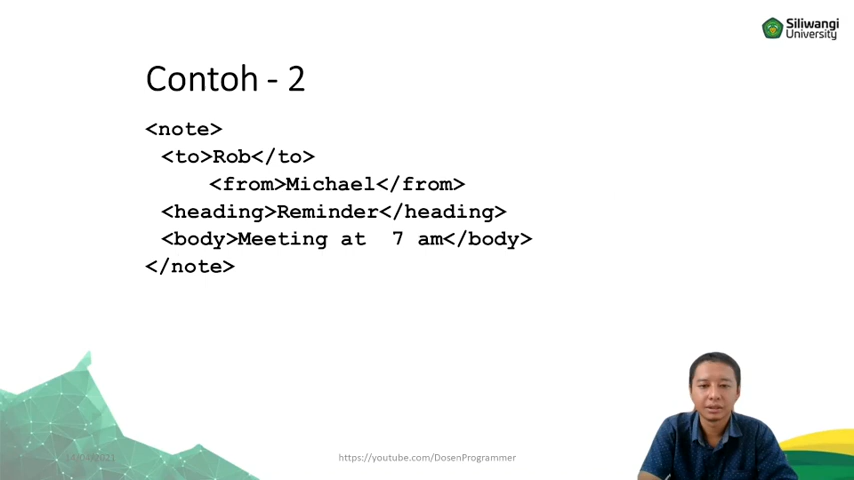 Siliwangi
University
Contoh - 2
<note>
<to>Rob</to>
<from>Michael</from>
<heading>Reminder</heading>
<body>Meeting at  7 am</body>
</note>
https://youtube.com/DosenProgrammer